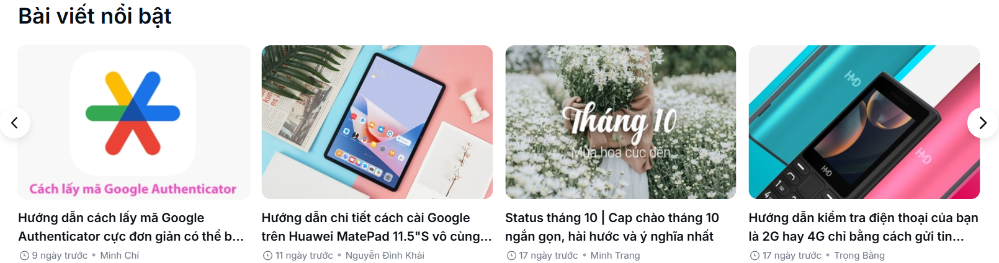 Bài viết nổi bật
Cách lấy mã Google Authenticator
Tháng 10
Mùa hoa cúc đến
HMD
HMD
HMD
Hướng dẫn cách lấy mã Google
Authenticator cực đơn giản có thể b...
9 ngày trước • Minh Chí
Hướng dẫn chi tiết cách cài Google
trên Huawei MatePad 11.5"S vô cùng...
11 ngày trước • Nguyễn Đình Khải
Status tháng 10 | Cap chào tháng 10
ngắn gọn, hài hước và ý nghĩa nhất
17 ngày trước • Minh Trang
Hướng dẫn kiểm tra điện thoại của bạn
là 2G hay 4G chỉ bằng cách gửi tin...
17 ngày trước • Trọng Bằng